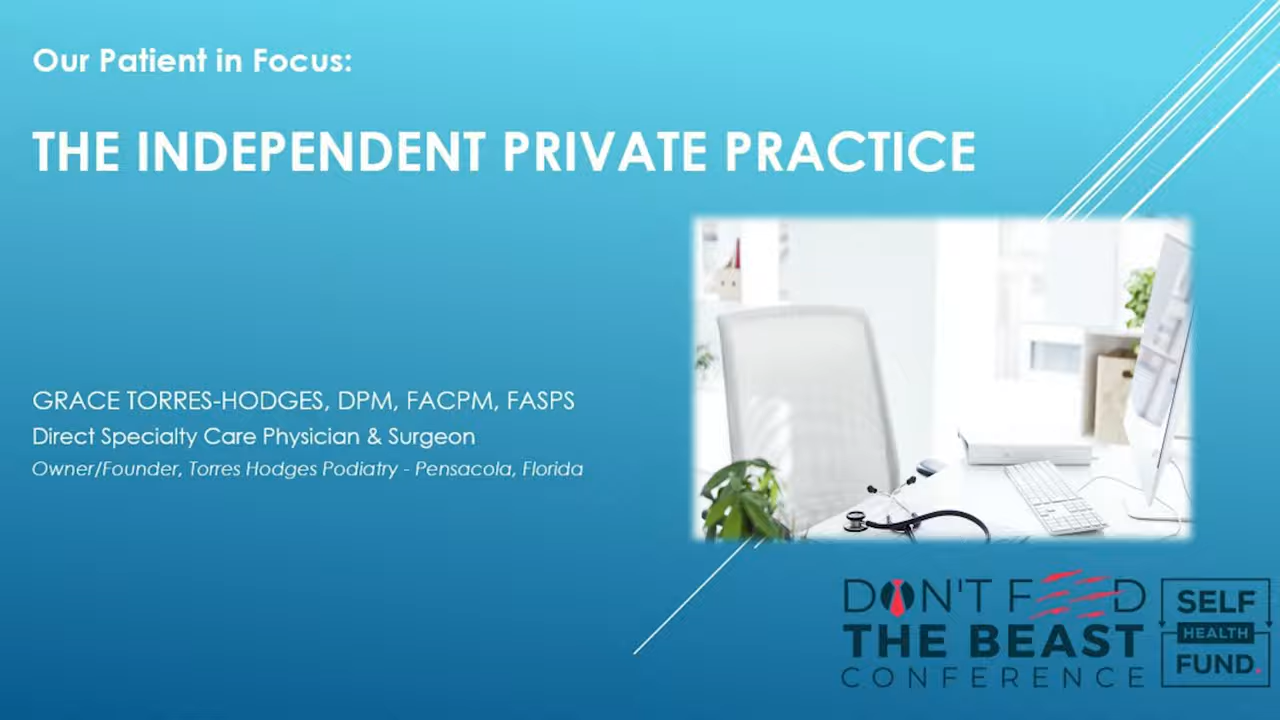 Our Patient in Focus:
THE INDEPENDENT PRIVATE PRACTICE
GRACE TORRES-HODGES, DPM, FACPM, FASPS
Direct Specialty Care Physician & Surgeon
Owner/Founder, Torres Hodges Podiatry - Pensacola, Florida
DON'T FEED
THE BEAST
CONFERENCE
SELF
HEALTH
FUND.